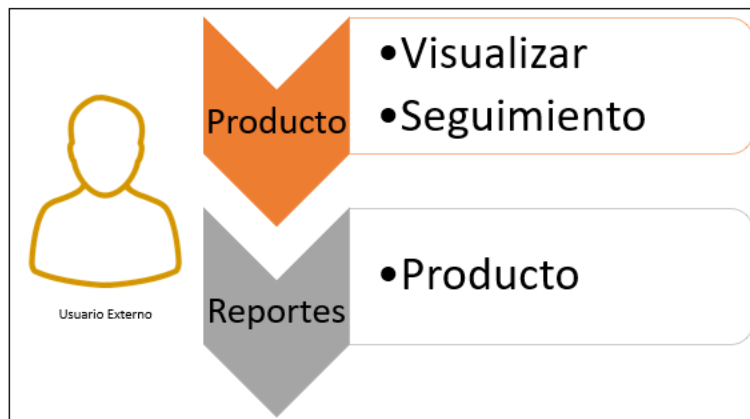 Producto
•Visualizar
•Seguimiento
Usuario Externo
Reportes
•Producto